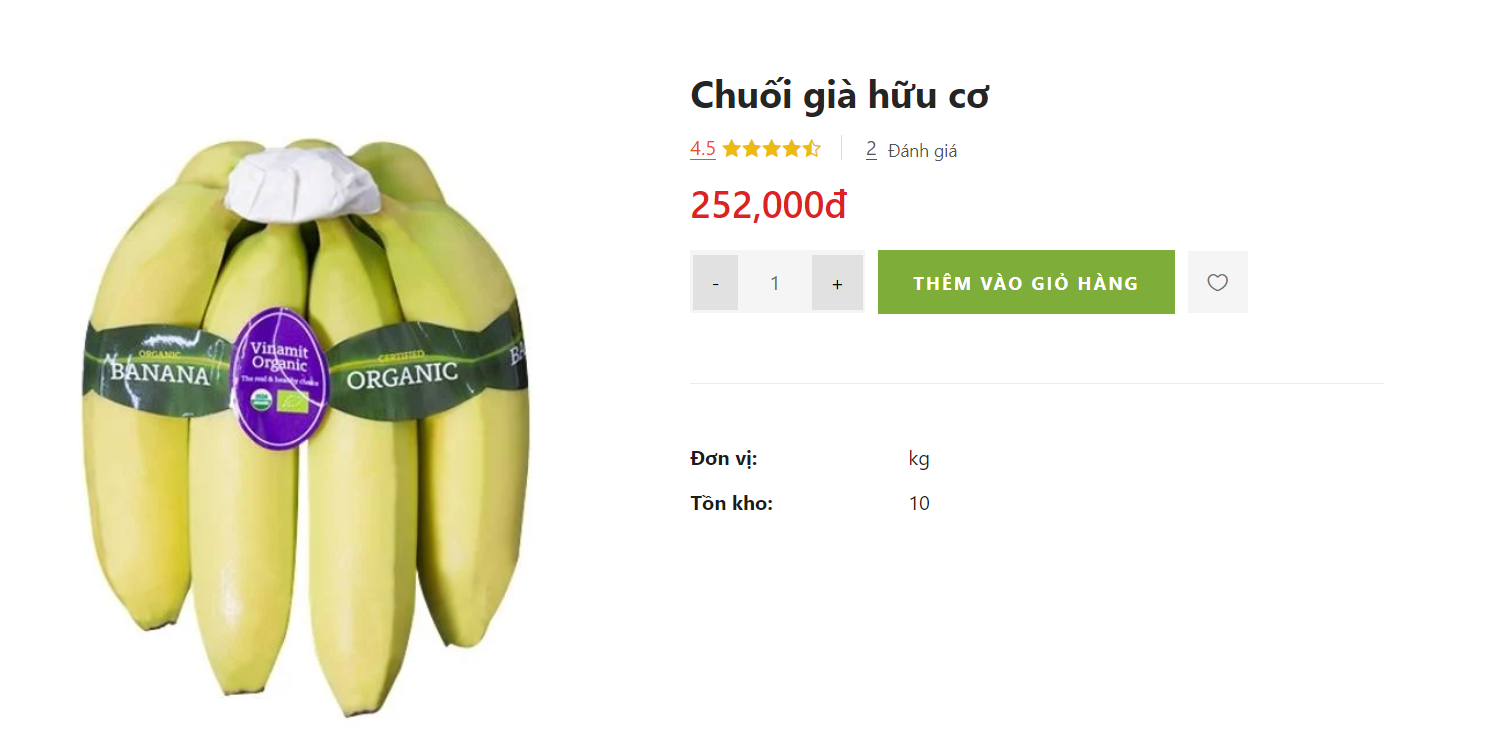 Chuối già hữu cơ
4.5
2 Đánh giá
252,000đ
- 1 + THÊM VÀO GIỎ HÀNG
ORGANIC
BANANA
Vinamit
Organic
The real & healthy choice
CERTIFIED
ORGANIC
BA
Đơn vị: kg
Tồn kho: 10